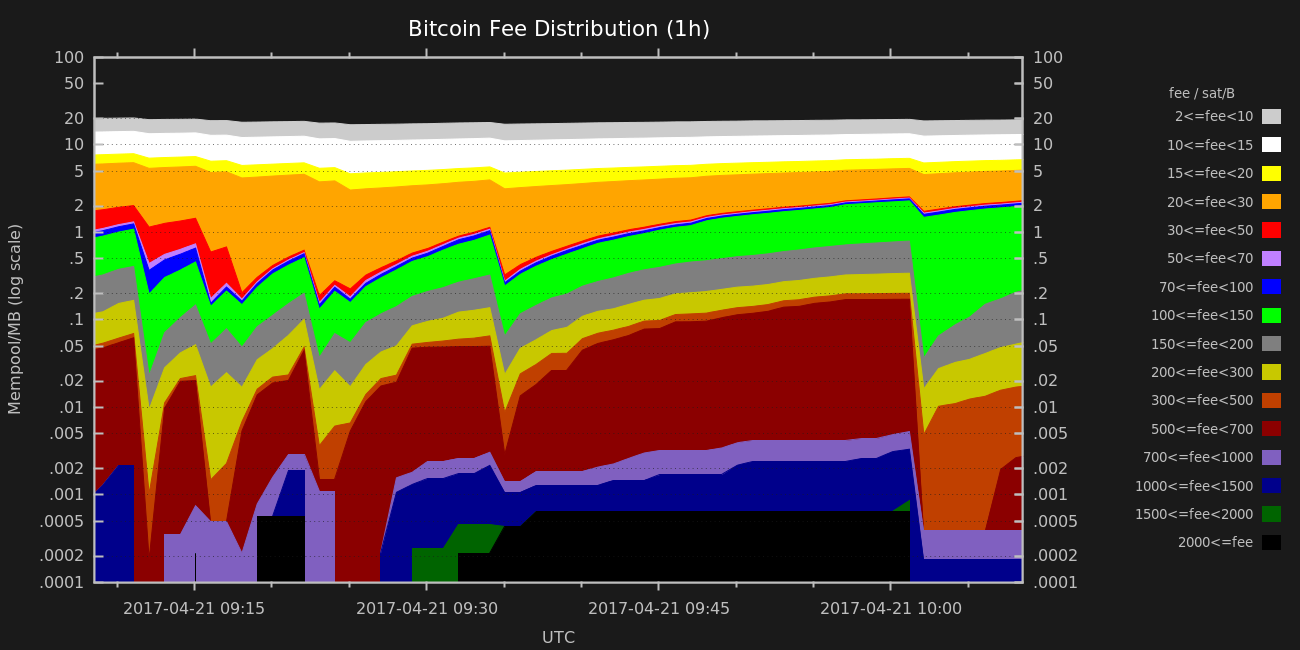 Bitcoin Fee Distribution (1h)
Mempool/MB (log scale)
100
50
20
10
5
2
1
.5
.2
.1
.05
.02
.01
.005
.002
.001
.0005
.0002
.0001
100
50
20
10
5
2
1
.5
.2
.1
.05
.02
.01
.005
.002
.001
.0005
.0002
.0001
2017-04-21 09:15
2017-04-21 09:30
2017-04-21 09:45
2017-04-21 10:00
UTC
fee / sat/B
2<=fee<10
10<=fee<15
15<=fee<20
20<=fee<30
30<=fee<50
50<=fee<70
70<=fee<100
100<=fee<150
150<=fee<200
200<=fee<300
300<=fee<500
500<=fee<700
700<=fee<1000
1000<=fee<1500
1500<=fee<2000
2000<=fee